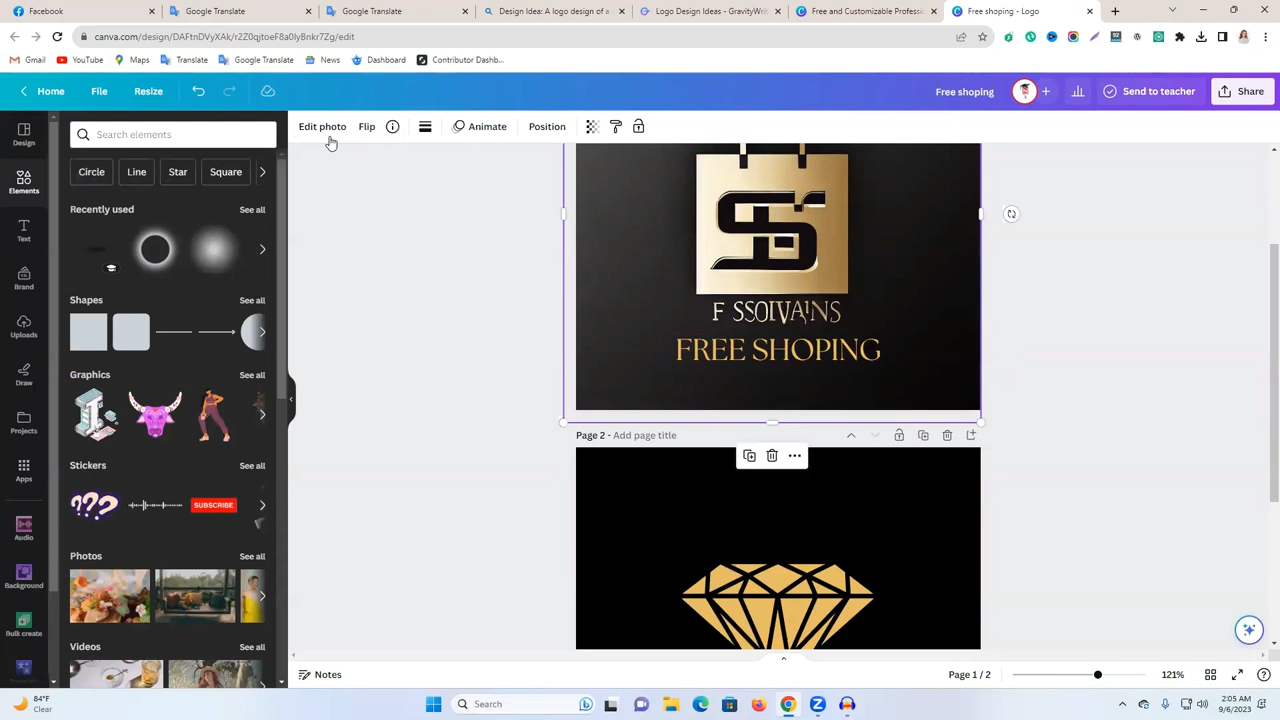 Facebook
Google Translate
Google Translate
Design Idea: A logo design of a
Logo Design Ideas - GravityWrit
Free and Customizable Professio
Free shoping - Logo
canva.com/design/DAFtnDVyXAk/r2Z0qjtoeF8a0lyBnkr7Zg/edit
Gmail
YouTube
Maps
Translate
Google Translate
News
Dashboard
Contributor Dashb...
Home
File
Resize
Free shoping
Send to teacher
Share
Edit photo
Flip
Animate
Position
Design
Elements
Text
Brand
Uploads
Draw
Projects
Apps
Audio
Background
Bulk create
Search elements
Circle
Line
Star
Square
Recently used
See all
Shapes
See all
Graphics
See all
Stickers
See all
???
SUBSCRIBE
Photos
See all
Videos
See all
F SSOIVAINS
FREE SHOPING
Page 2 - Add page title
Notes
Page 1 / 2
121%
84°F
Clear
Search
2:05 AM
9/6/2023